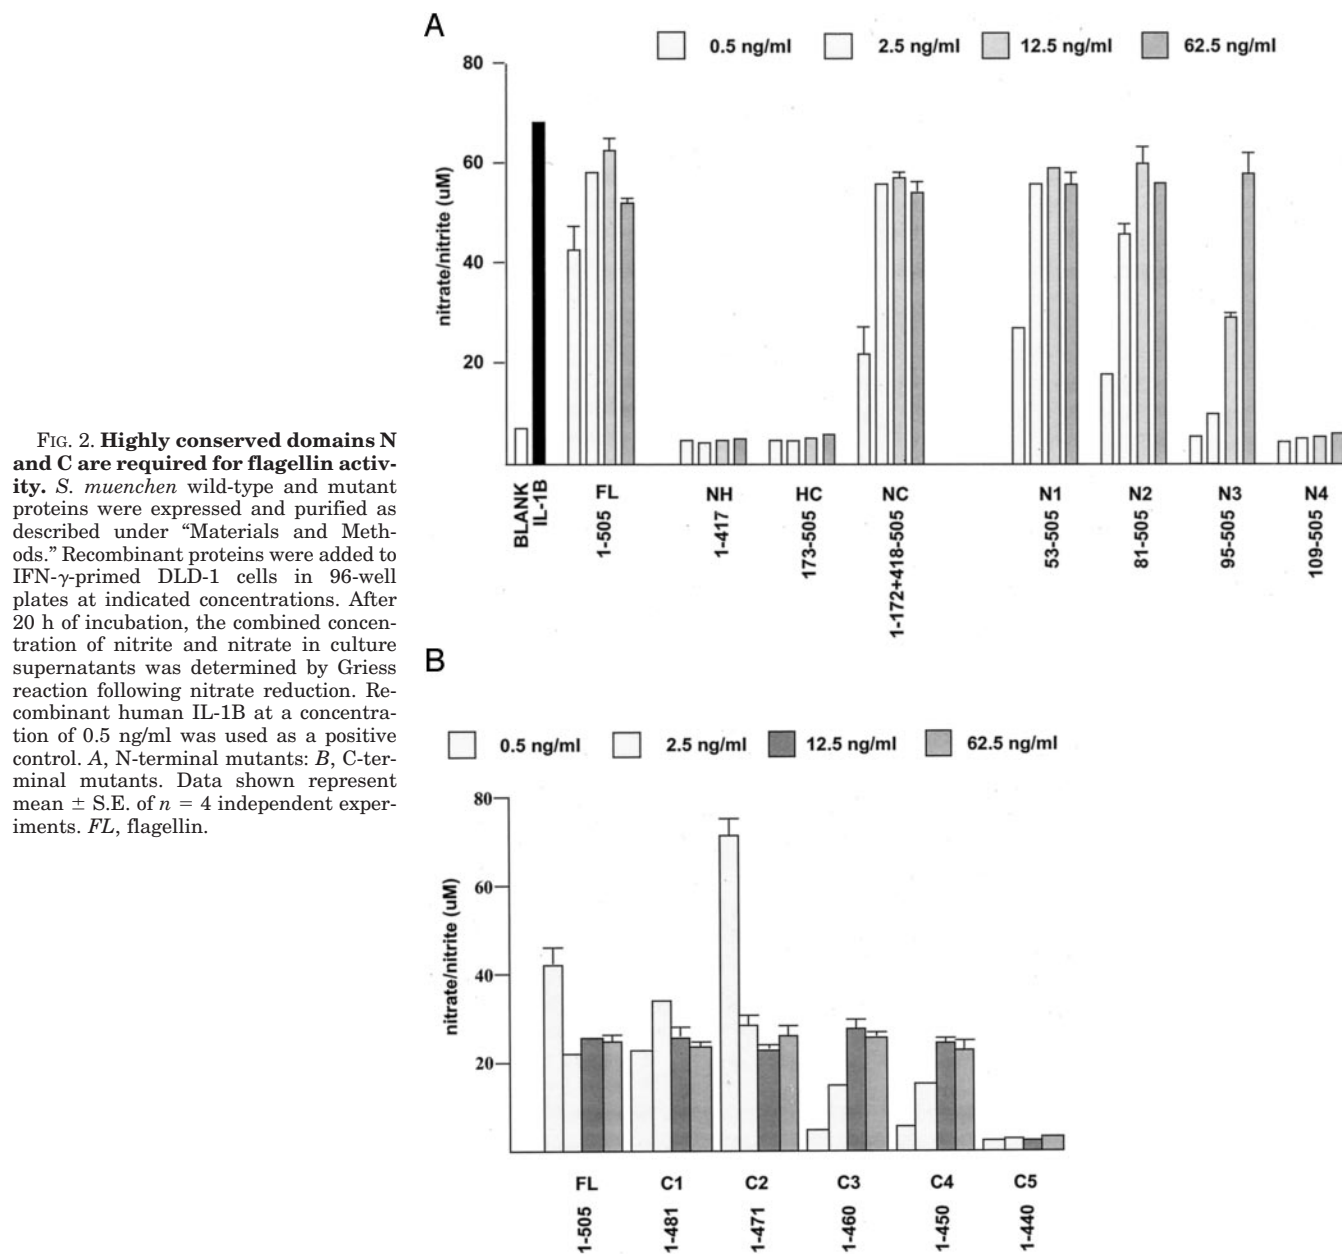 A
0.5 ng/ml 2.5 ng/ml 12.5 ng/ml 62.5 ng/ml
80
60
40
20
nitrate/nitrite (uM)
BLANK
IL-1B
FL
1-505
NH
1-417
HC
173-505
NC
1-172+418-505
N1
53-505
N2
81-505
N3
95-505
N4
109-505
FIG. 2. Highly conserved domains N
and C are required for flagellin activ-
ity. S. muenchen wild-type and mutant
proteins were expressed and purified as
described under “Materials and Meth-
ods.” Recombinant proteins were added to
IFN-γ-primed DLD-1 cells in 96-well
plates at indicated concentrations. After
20 h of incubation, the combined concen-
tration of nitrite and nitrate in culture
supernatants was determined by Griess
reaction following nitrate reduction. Re-
combinant human IL-1B at a concentra-
tion of 0.5 ng/ml was used as a positive
control. A, N-terminal mutants: B, C-ter-
minal mutants. Data shown represent
mean ± S.E. of n = 4 independent exper-
iments. FL, flagellin.
B
0.5 ng/ml 2.5 ng/ml 12.5 ng/ml 62.5 ng/ml
80
60
40
20
nitrate/nitrite (uM)
FL
1-505
C1
1-481
C2
1-471
C3
1-460
C4
1-450
C5
1-440